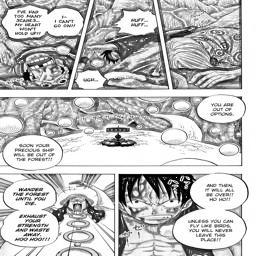 HUFF...
HUFF...
I-
I CAN'T
GO ON!!
I'VE HAD
TOO MANY
SCARES...
MY HEART
WON'T
HOLD UP!!
UGH...
YOU ARE
OUT OF
OPTIONS.
SOON YOUR
PRECIOUS SHIP
WILL BE OUT
OF THE FOREST!!
AND THEN,
IT WILL ALL
BE OVER!!
HO HO!!
UNLESS YOU
CAN FLY LIKE BIRDS,
YOU WILL NEVER
LEAVE THIS
PLACE!!
WANDER
THE FOREST
UNTIL YOU
DIE.
EXHAUST
YOUR
STRENGTH
AND WASTE
AWAY.
HOO HOO!!!